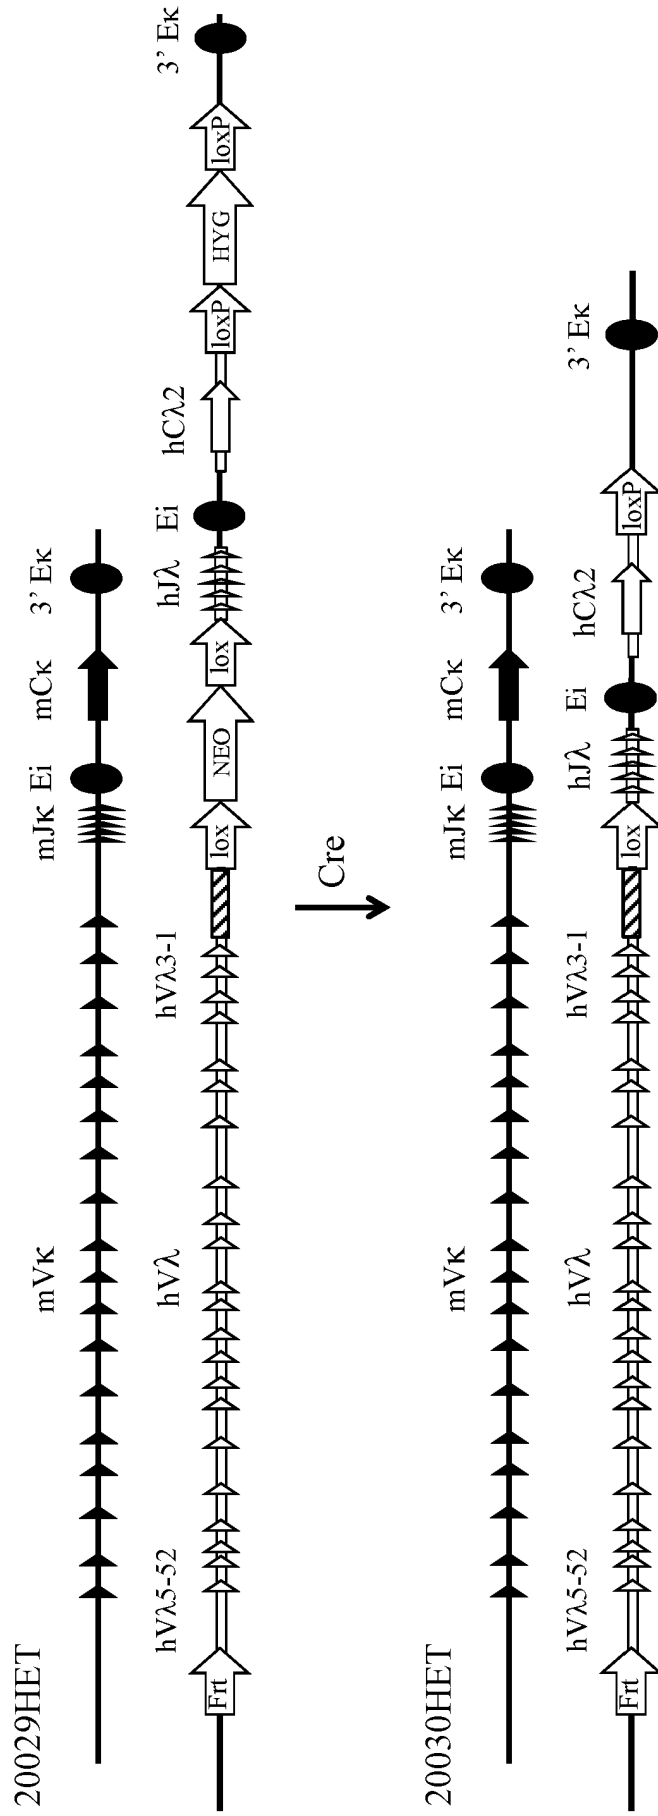 20029HET
mVκ
mJκ Ei mCκ 3' Eκ
hVλ5-52 hVλ hVλ3-1 hJλ Ei hCλ2 3' Eκ
Frt lox NEO lox loxP HYG loxP
Cre
20030HET
mVκ
mJκ Ei mCκ 3' Eκ
hVλ5-52 hVλ hVλ3-1 hJλ Ei hCλ2 3' Eκ
Frt lox loxP